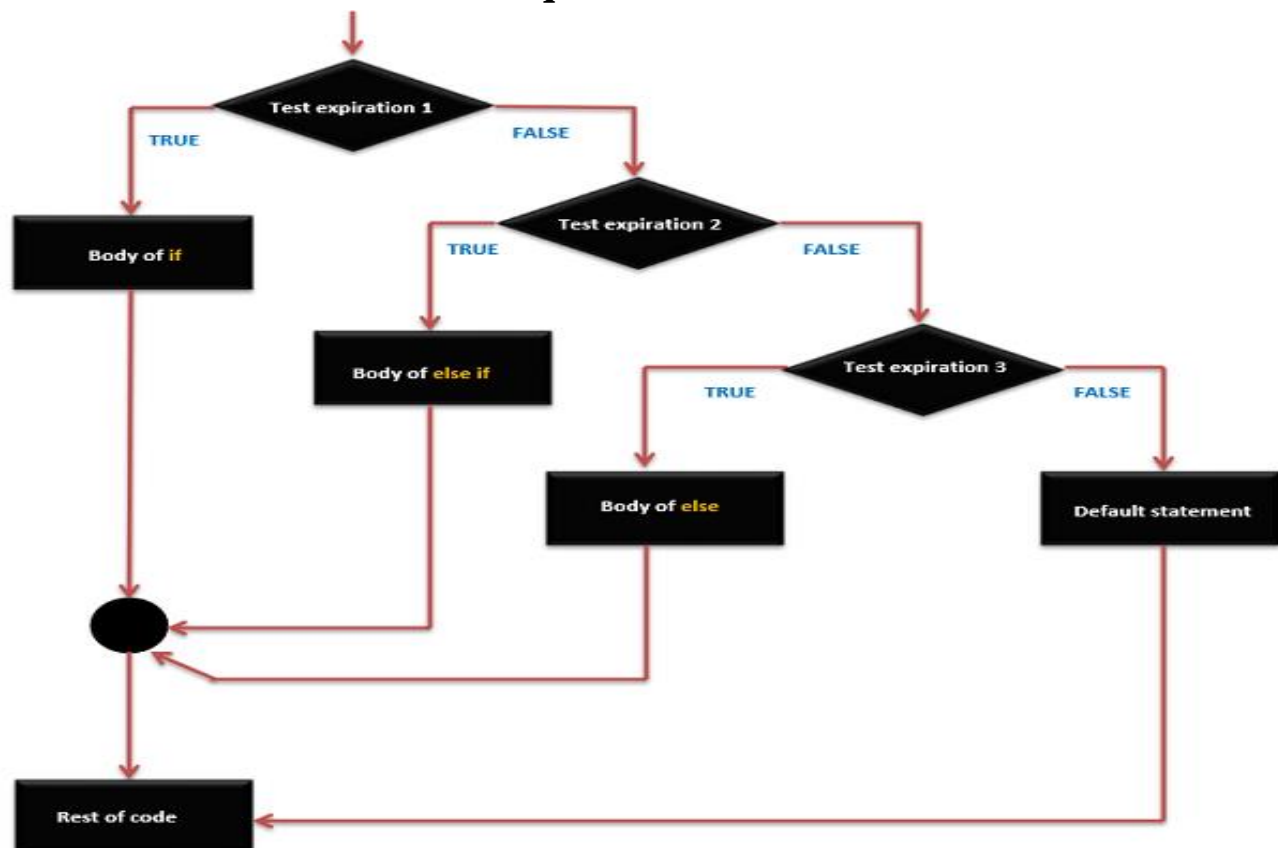 Test expiration 1
TRUE
FALSE
Test expiration 2
Body of if
TRUE
FALSE
Body of else if
Test expiration 3
TRUE
FALSE
Body of else
Default statement
Rest of code